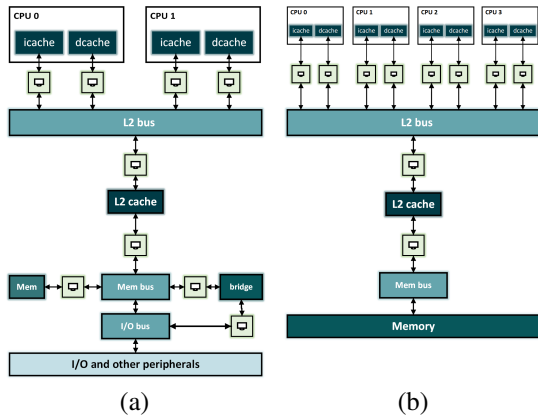 CPU 0
icache dcache
CPU 1
icache dcache
L2 bus
L2 cache
Mem
Mem bus
bridge
I/O bus
I/O and other peripherals
(a)
CPU 0
icache dcache
CPU 1
icache dcache
CPU 2
icache dcache
CPU 3
icache dcache
L2 bus
L2 cache
Mem bus
Memory
(b)